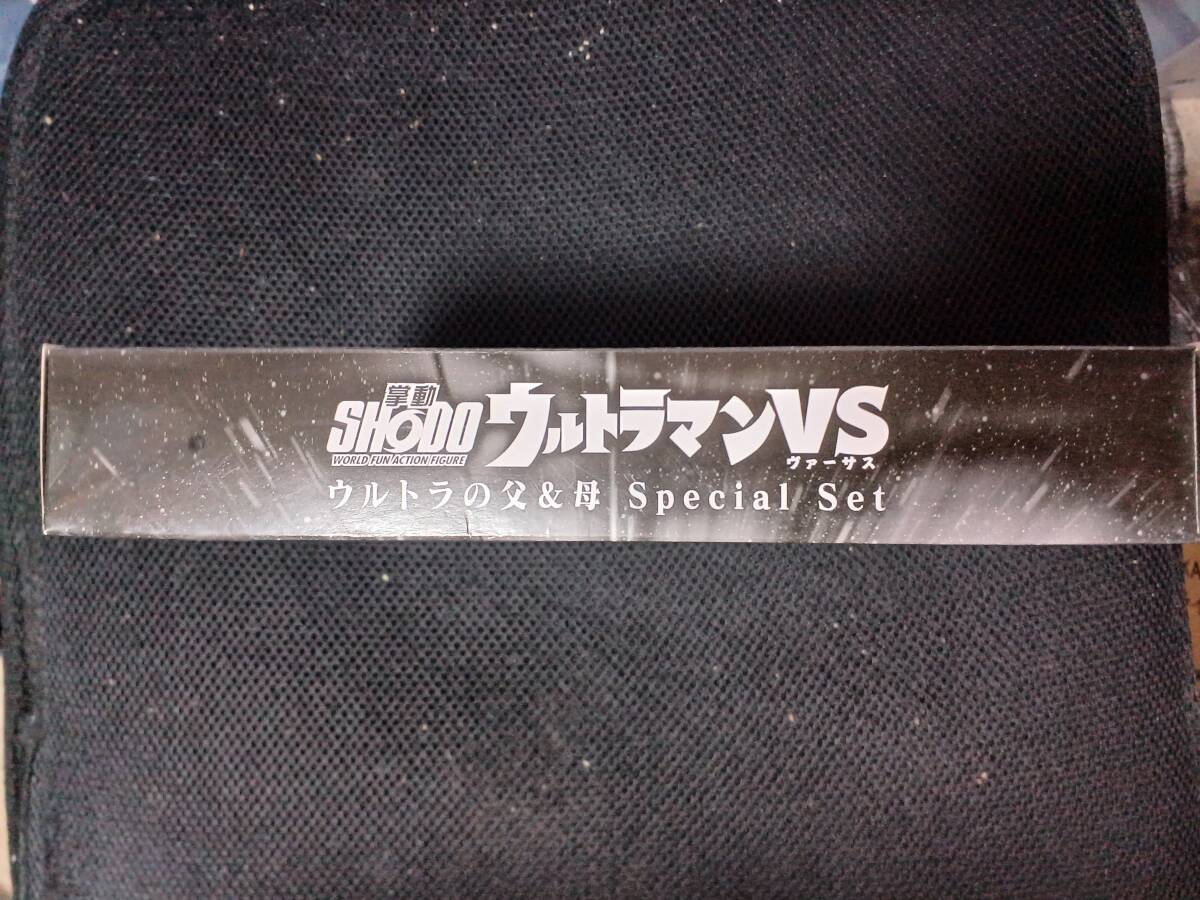 掌動
SHODO ウルトラマンVS
WORLD FUN ACTION FIGURE
ヴァーサス
ウルトラの父&母 Special Set